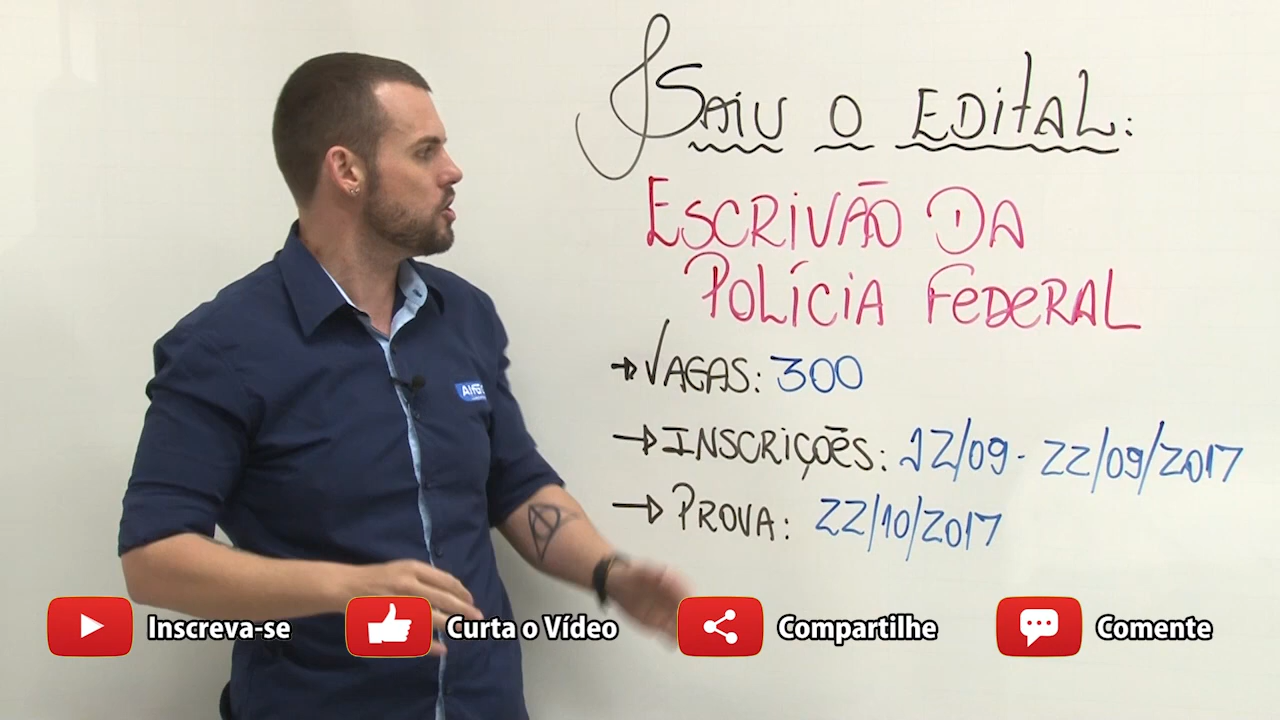 Saiu o Edital:
Escrivão da
Polícia Federal
→ Vagas: 300
→ Inscrições: 12/09 - 22/09/2017
→ Prova: 22/10/2017
Inscreva-se
Curta o Vídeo
Compartilhe
Comente